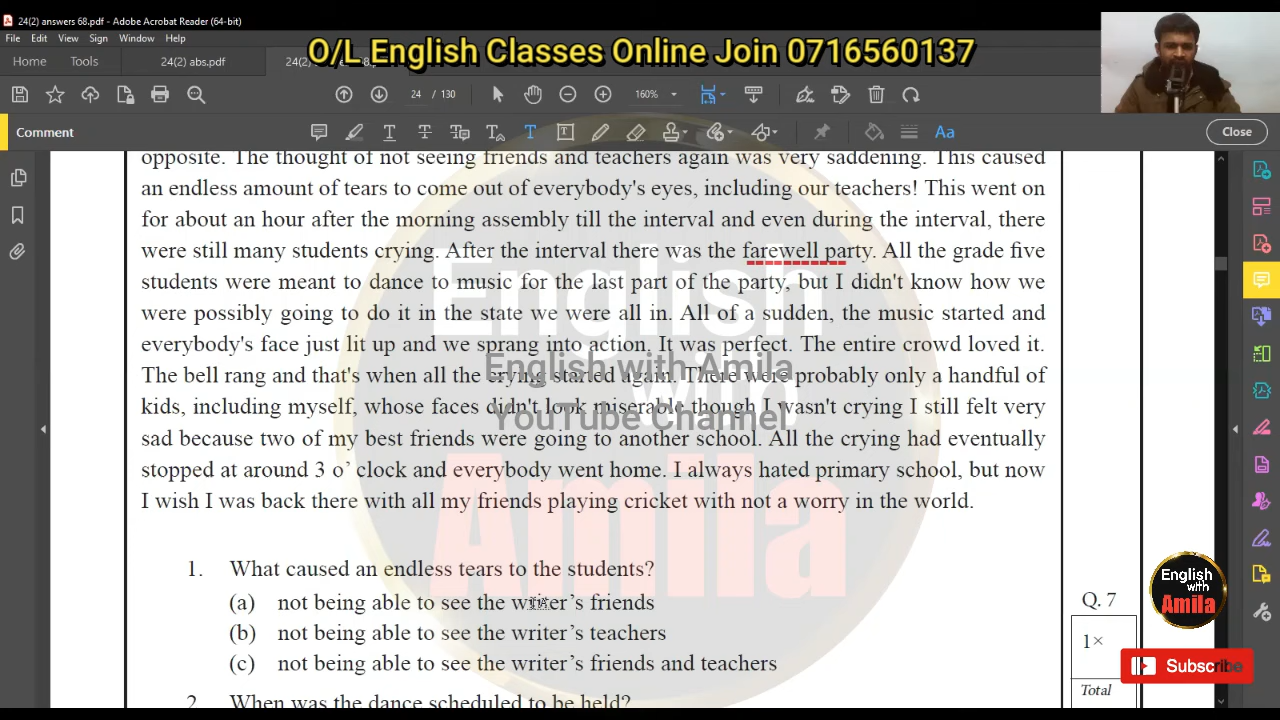 24(2) answers 68.pdf - Adobe Acrobat Reader (64-bit)
File Edit View Sign Window Help
O/L English Classes Online Join 0716560137
Home Tools 24(2) abs.pdf 24(2)
24 / 130 160%
Comment Close
opposite. The thought of not seeing friends and teachers again was very saddening. This caused
an endless amount of tears to come out of everybody's eyes, including our teachers! This went on
for about an hour after the morning assembly till the interval and even during the interval, there
were still many students crying. After the interval there was the farewell party. All the grade five
students were meant to dance to music for the last part of the party, but I didn't know how we
were possibly going to do it in the state we were all in. All of a sudden, the music started and
everybody's face just lit up and we sprang into action. It was perfect. The entire crowd loved it.
The bell rang and that's when all the crying started again. There were probably only a handful of
kids, including myself, whose faces didn't look miserable though I wasn't crying I still felt very
sad because two of my best friends were going to another school. All the crying had eventually
stopped at around 3 o’ clock and everybody went home. I always hated primary school, but now
I wish I was back there with all my friends playing cricket with not a worry in the world.
English with Amila
English with Amila
YouTube Channel
1. What caused an endless tears to the students?
(a) not being able to see the writer’s friends
(b) not being able to see the writer’s teachers
(c) not being able to see the writer’s friends and teachers
2. When was the dance scheduled to be held?
Q. 7
1×
Total
English with Amila
Subscribe